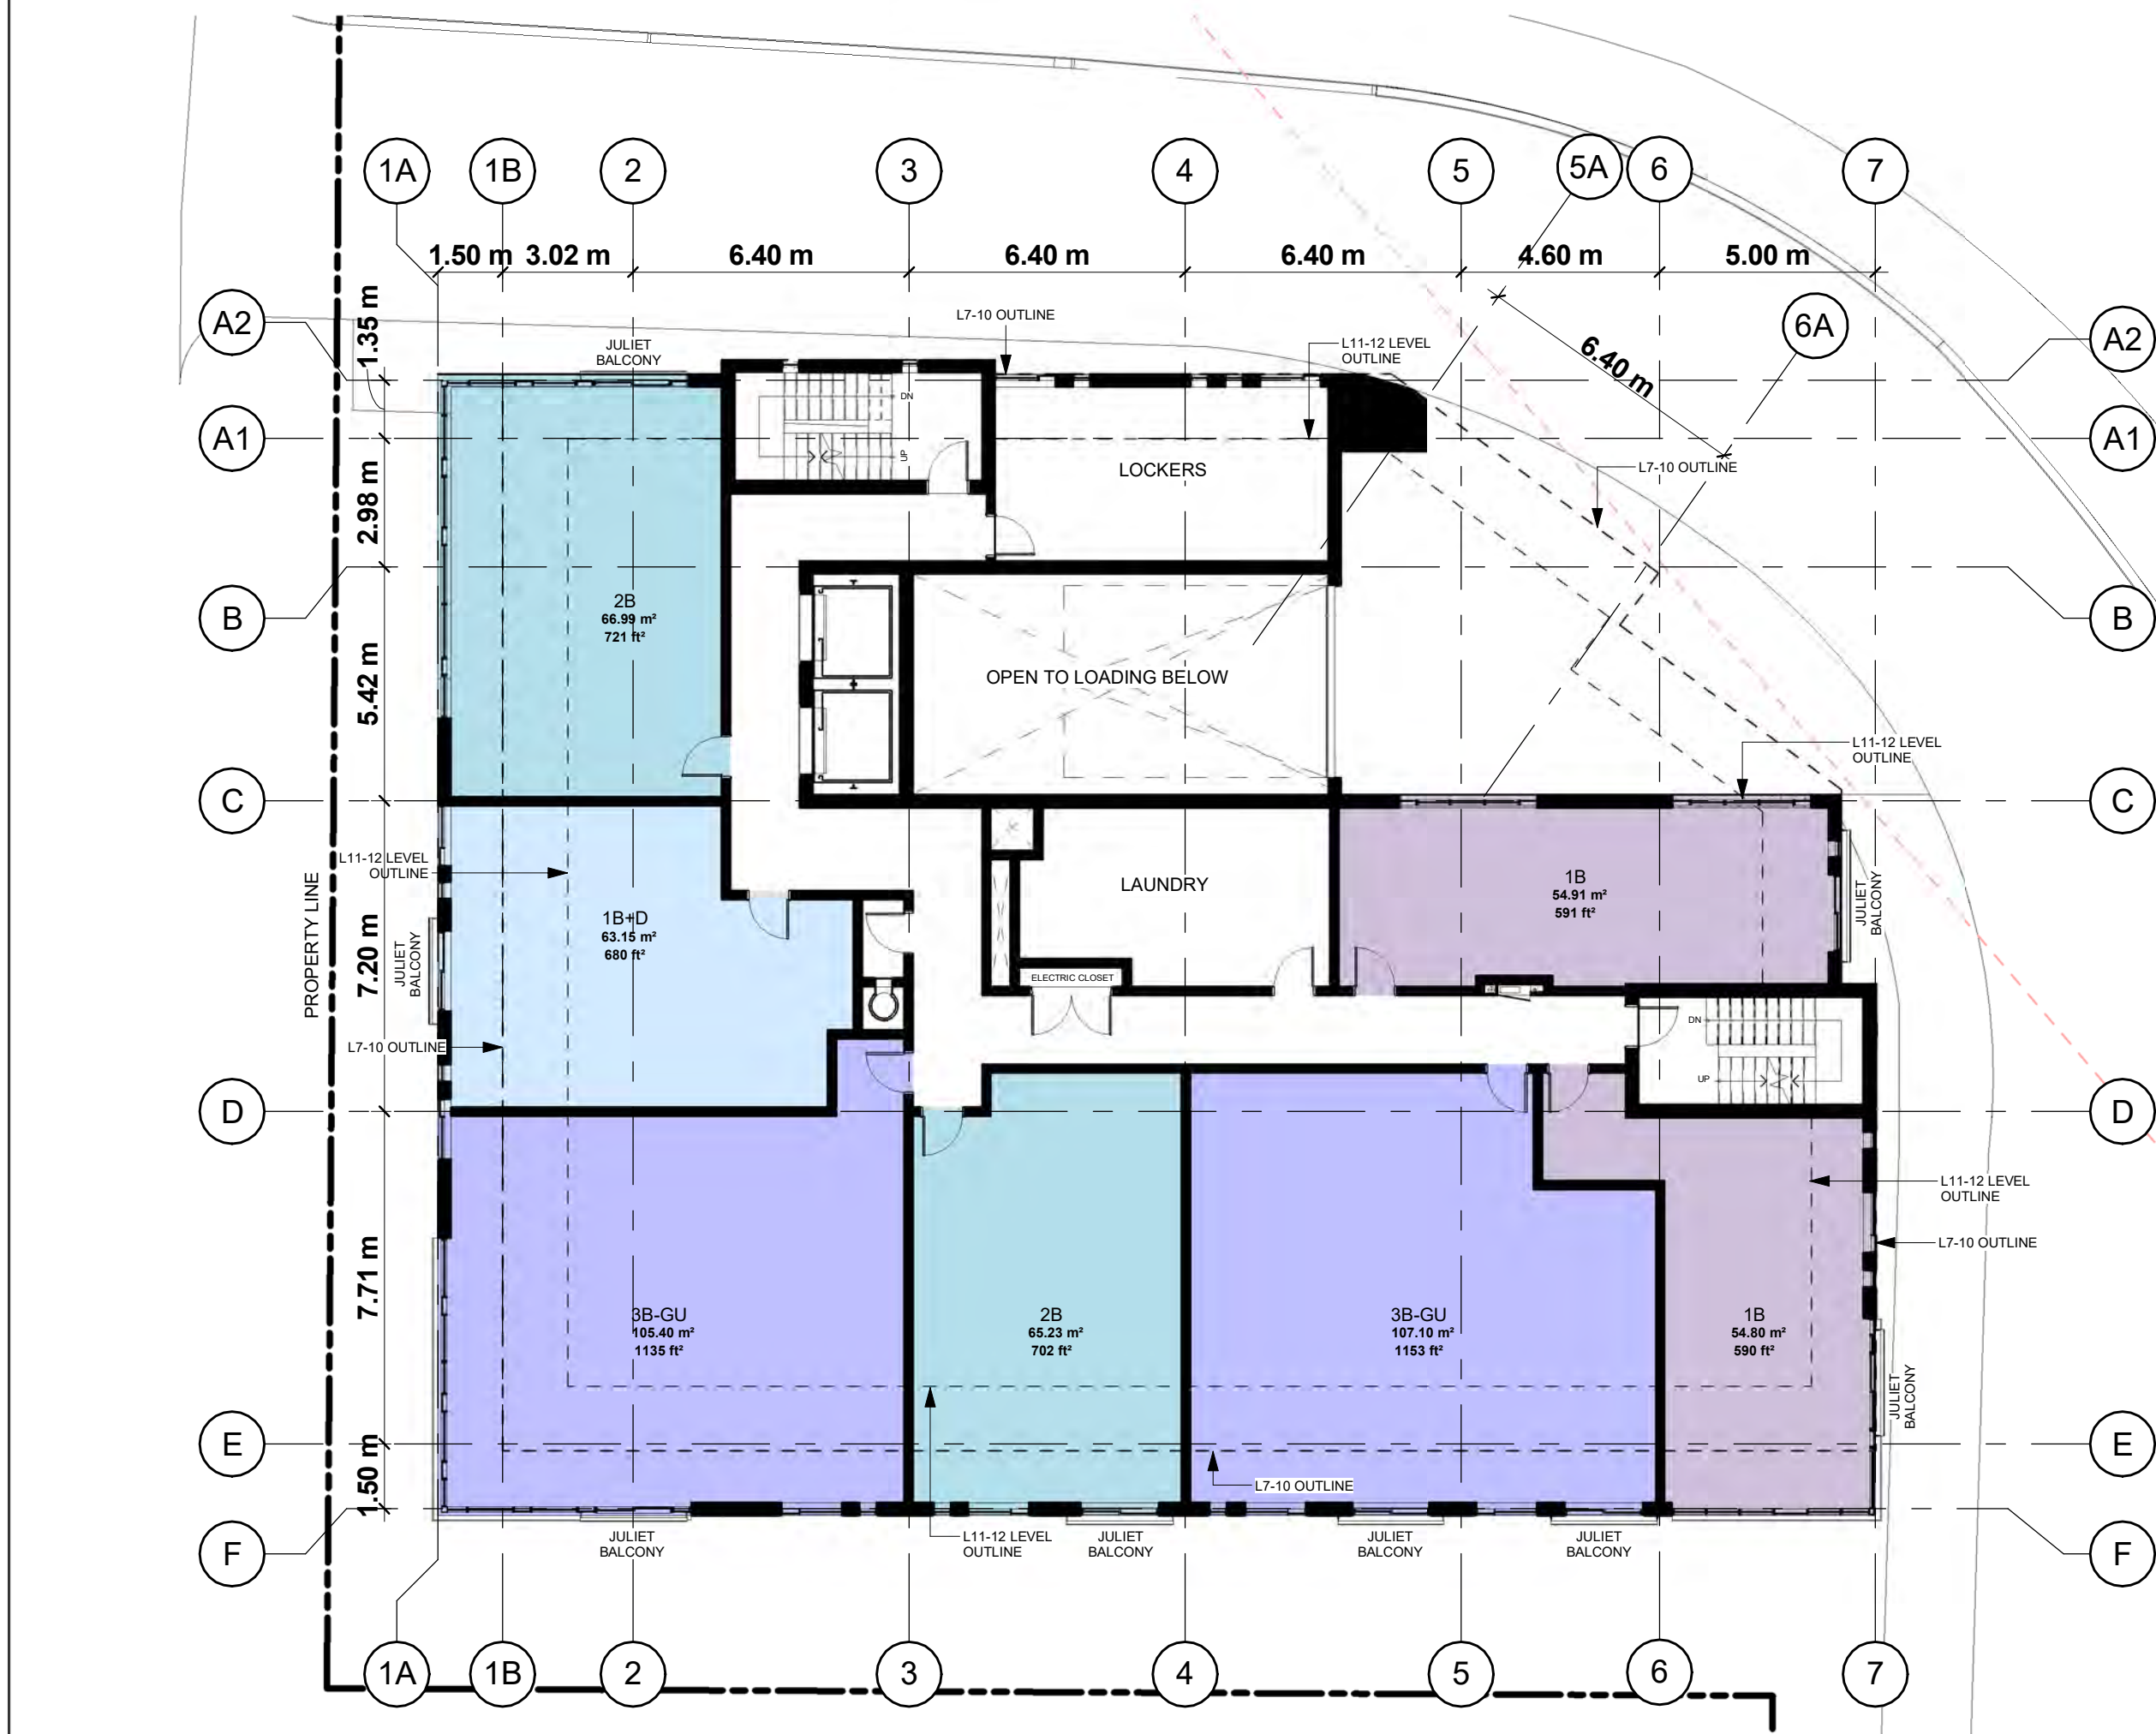 1A
1B
2
3
4
5
5A
6
7
1.50 m
3.02 m
6.40 m
6.40 m
6.40 m
4.60 m
5.00 m
A2
1.35 m
JULIET
BALCONY
L7-10 OUTLINE
L11-12 LEVEL
OUTLINE
6.40 m
6A
A2
A1
DN
UP
LOCKERS
L7-10 OUTLINE
A1
2.98 m
B
2B
66.99 m²
721 ft²
B
5.42 m
OPEN TO LOADING BELOW
L11-12 LEVEL
OUTLINE
C
C
L11-12 LEVEL
OUTLINE
PROPERTY LINE
JULIET
BALCONY
7.20 m
1B+D
63.15 m²
680 ft²
LAUNDRY
1B
54.91 m²
591 ft²
JULIET
BALCONY
ELECTRIC CLOSET
L7-10 OUTLINE
DN
UP
D
D
7.71 m
L11-12 LEVEL
OUTLINE
L7-10 OUTLINE
3B-GU
105.40 m²
1135 ft²
2B
65.23 m²
702 ft²
3B-GU
107.10 m²
1153 ft²
1B
54.80 m²
590 ft²
JULIET
BALCONY
E
1.50 m
L7-10 OUTLINE
E
F
JULIET
BALCONY
L11-12 LEVEL
OUTLINE
JULIET
BALCONY
JULIET
BALCONY
JULIET
BALCONY
F
1A
1B
2
3
4
5
6
7